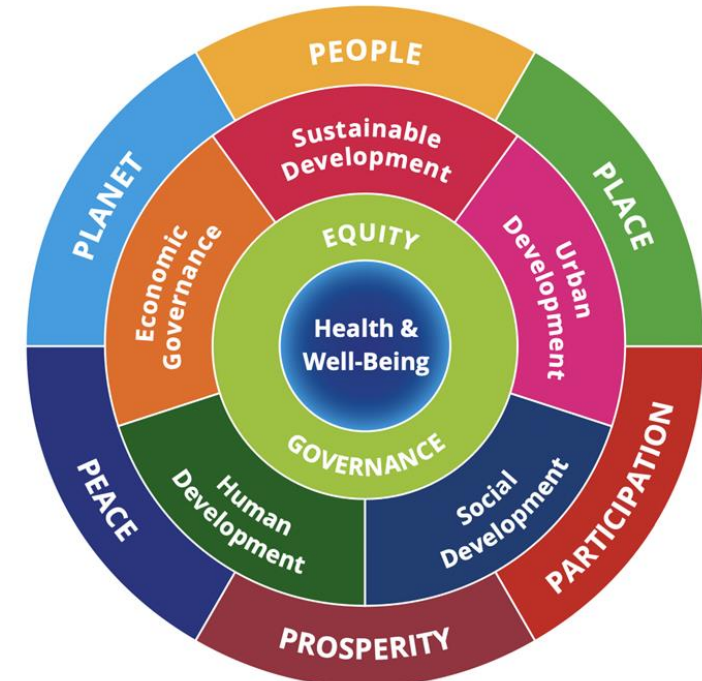 PEOPLE
PLACE
PARTICIPATION
PROSPERITY
PEACE
PLANET
Sustainable
Development
Urban
Development
Social
Development
Human
Development
Economic
Governance
EQUITY
GOVERNANCE
Health &
Well-Being